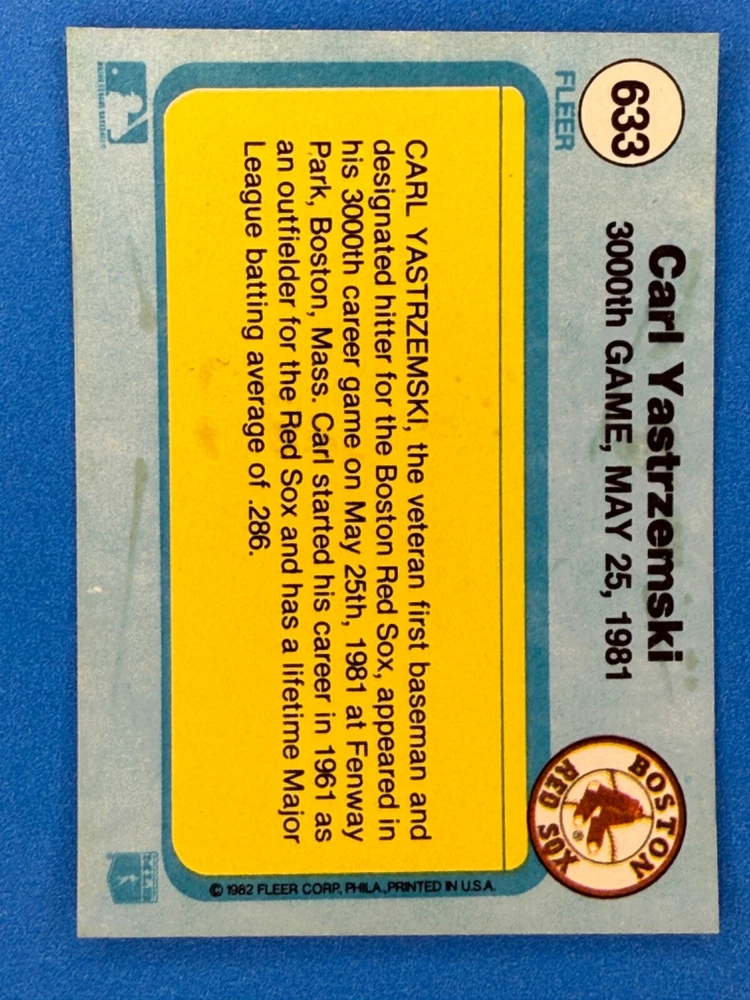 633
FLEER
Carl Yastrzemski
3000th GAME, MAY 25, 1981
BOSTON
RED SOX
®
CARL YASTRZEMSKI, the veteran first baseman and
designated hitter for the Boston Red Sox, appeared in
his 3000th career game on May 25th, 1981 at Fenway
Park, Boston, Mass. Carl started his career in 1961 as
an outfielder for the Red Sox and has a lifetime Major
League batting average of .286.
© 1982 FLEER CORP., PHILA., PRINTED IN U.S.A.
MAJOR LEAGUE BASEBALL